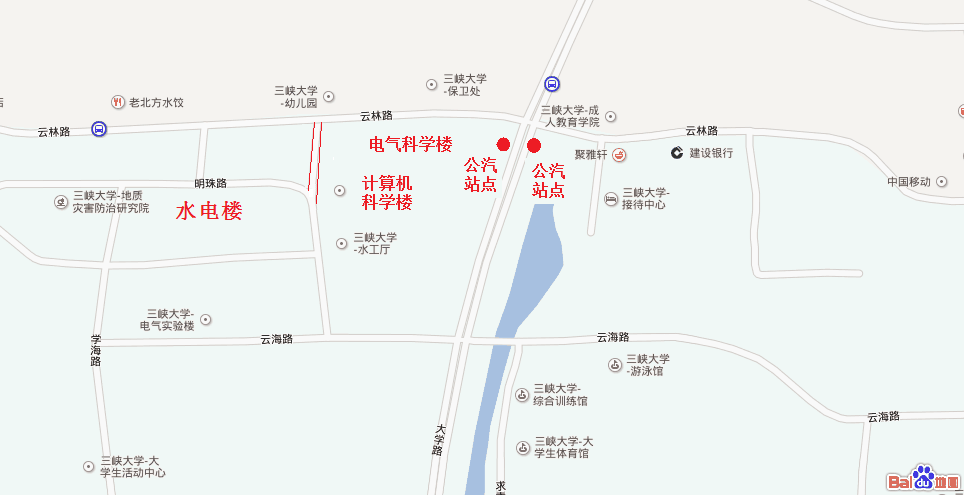 三峡大学
-保卫处
三峡大学
-幼儿园
老北方水饺
店
云林路
三峡大学-成
人教育学院
云林路
云林路
电气科学楼
公汽
站点
公汽
站点
聚雅轩
建设银行
中国移动
明珠路
计算机
科学楼
三峡大学-地质
灾害防治研究院
水电楼
三峡大学-
接待中心
三峡大学
-水工厅
三峡大学-
电气实验楼
学海路
云海路
云海路
三峡大学
-游泳馆
三峡大学-
综合训练馆
云海路
大学路
三峡大学-大
学生体育馆
三峡大学-大
学生活动中心
求
Baidu地图